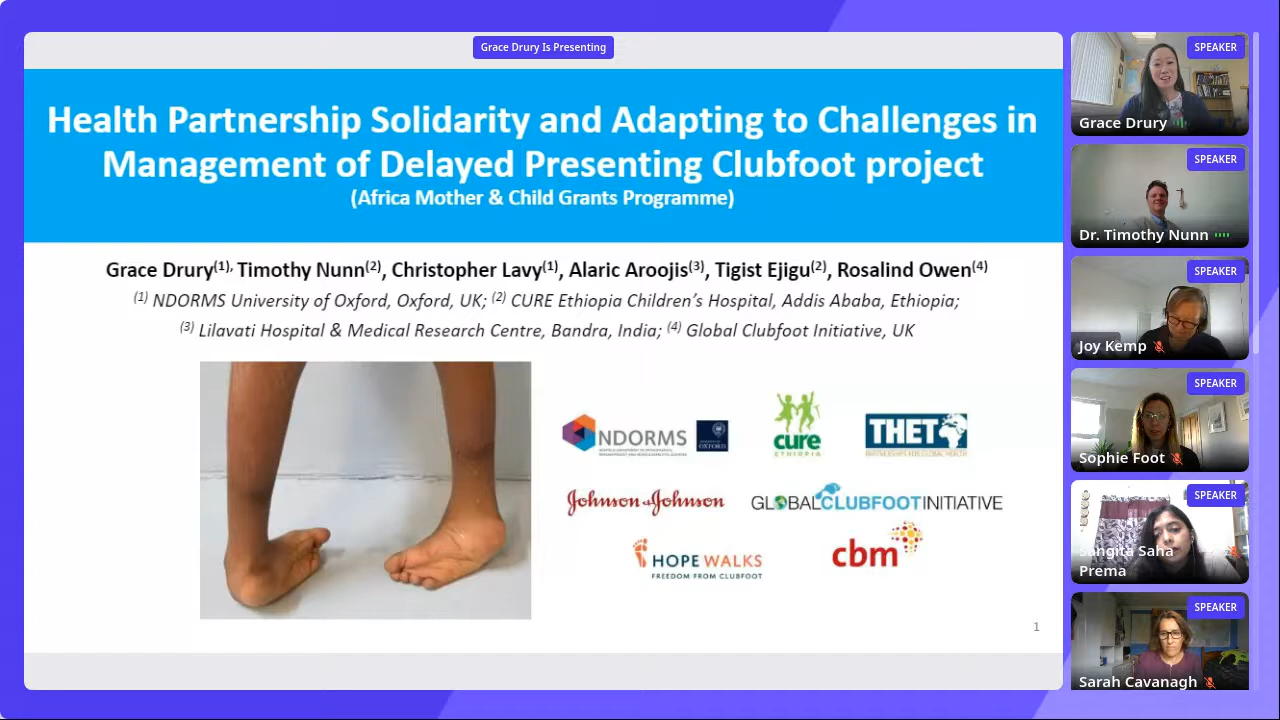 Grace Drury Is Presenting
Health Partnership Solidarity and Adapting to Challenges in
Management of Delayed Presenting Clubfoot project
(Africa Mother & Child Grants Programme)
Grace Drury(1), Timothy Nunn(2), Christopher Lavy(1), Alaric Aroojis(3), Tigist Ejigu(2), Rosalind Owen(4)
(1) NDORMS University of Oxford, Oxford, UK; (2) CURE Ethiopia Children's Hospital, Addis Ababa, Ethiopia;
(3) Lilavati Hospital & Medical Research Centre, Bandra, India; (4) Global Clubfoot Initiative, UK
NDORMS
OXFORD
cure
ETHIOPIA
THET
PARTNERSHIPS FOR GLOBAL HEALTH
Johnson & Johnson
GLOBALCLUBFOOTINITIATIVE
HOPE WALKS
FREEDOM FROM CLUBFOOT
cbm
1
SPEAKER
Grace Drury
SPEAKER
Dr. Timothy Nunn
SPEAKER
Joy Kemp
SPEAKER
Sophie Foot
SPEAKER
Sangita Saha
Prema
SPEAKER
Sarah Cavanagh